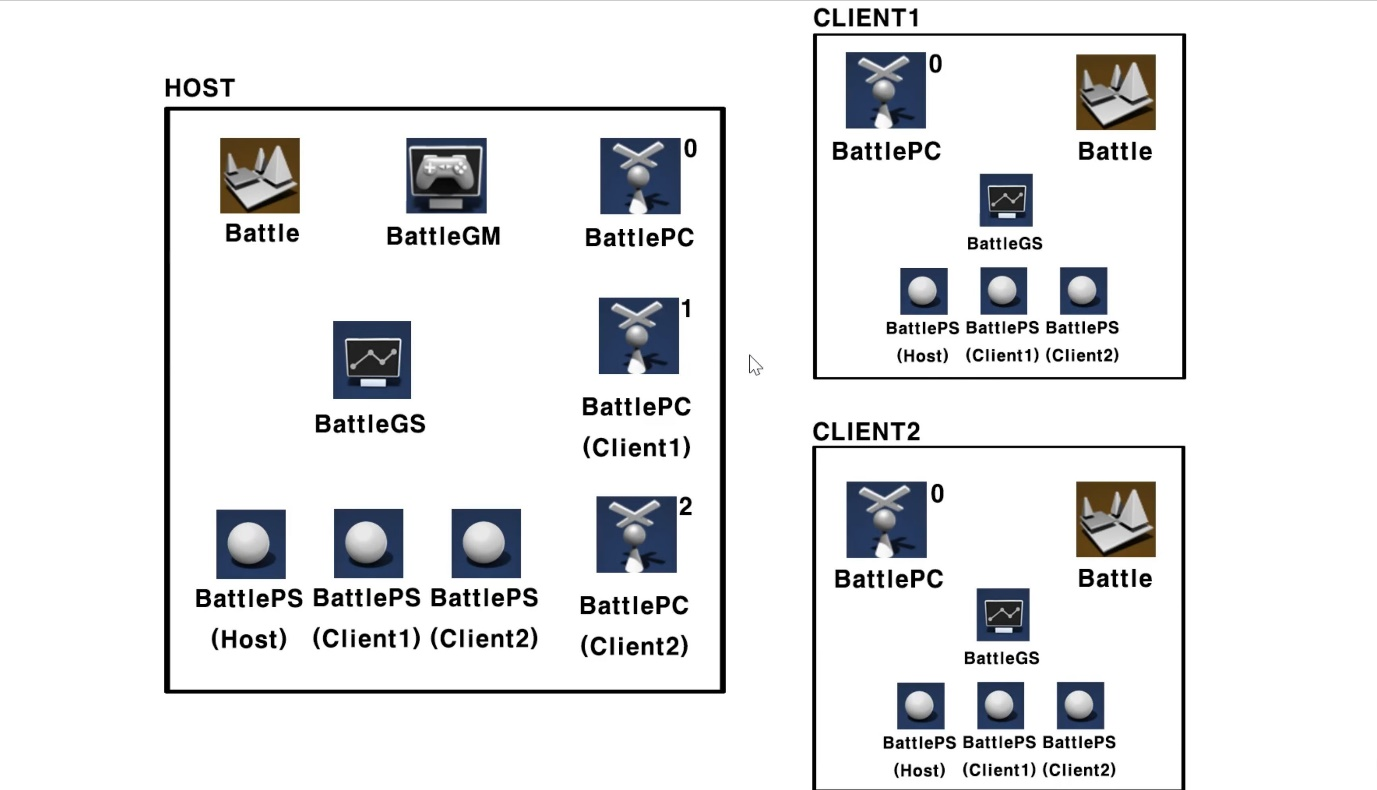 HOST
0
Battle
BattleGM
BattlePC
1
BattleGS
BattlePC
(Client1)
2
BattlePS BattlePS BattlePS
(Host) (Client1) (Client2)
BattlePC
(Client2)
CLIENT1
0
BattlePC
Battle
BattleGS
BattlePS BattlePS BattlePS
(Host) (Client1) (Client2)
CLIENT2
0
BattlePC
Battle
BattleGS
BattlePS BattlePS BattlePS
(Host) (Client1) (Client2)